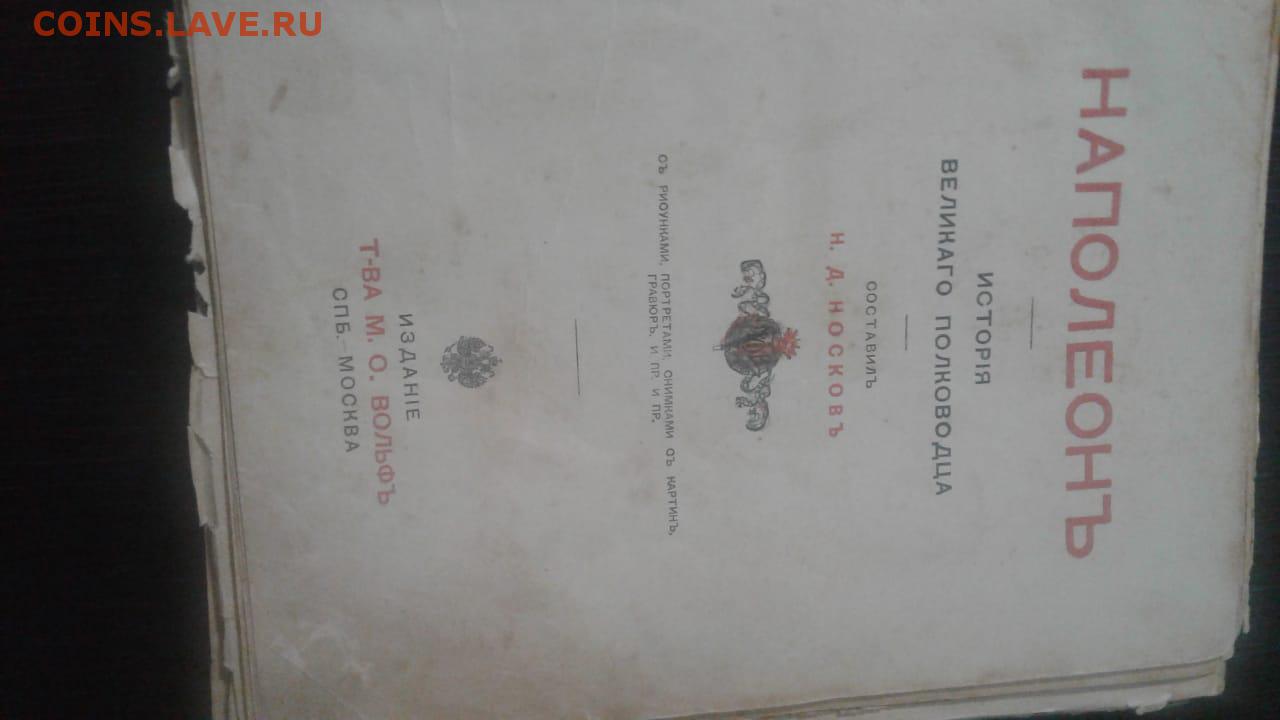 COINS.LAVE.RU
НАПОЛЕОНЪ
ИСТОРІЯ
ВЕЛИКАГО ПОЛКОВОДЦА
СОСТАВИЛЪ
Н. Д. НОСКОВЪ
СЪ РИСУНКАМИ, ПОРТРЕТАМИ, СНИМКАМИ СЪ КАРТИНЪ,
ГРАВЮРЪ, И ПР. И ПР.
ИЗДАНІЕ
Т-ВА М. О. ВОЛЬФЪ
СПБ.—МОСКВА